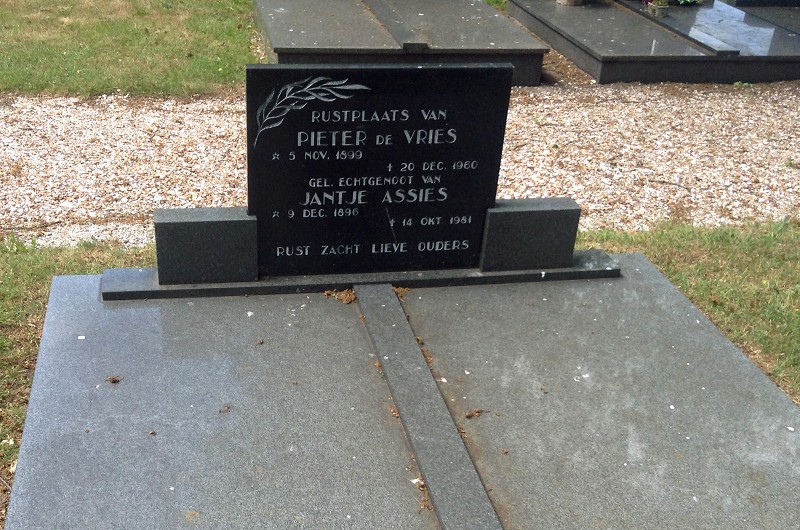 RUSTPLAATS VAN
PIETER DE VRIES
☆ 5 NOV. 1899
✝ 20 DEC. 1960
GEL. ECHTGENOOT VAN
JANTJE ASSIES
☆ 9 DEC. 1896 ✝ 14 OKT. 1981
RUST ZACHT LIEVE OUDERS